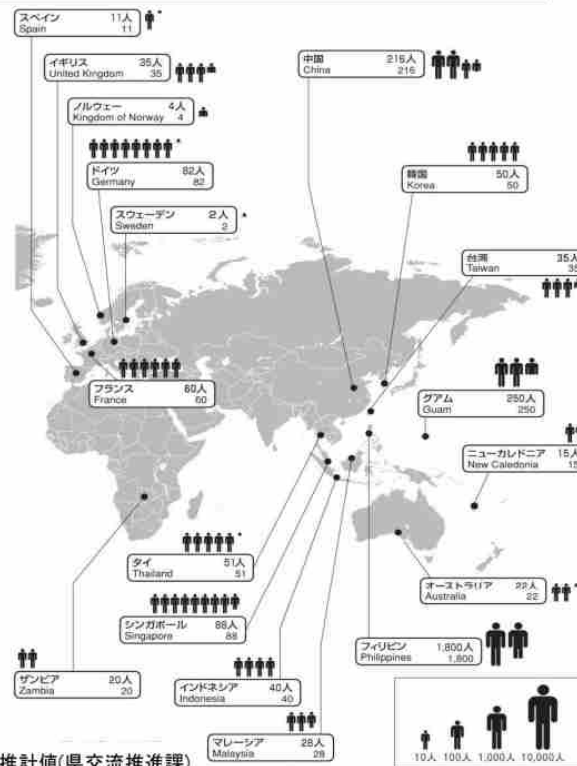 スペイン 11人
Spain 11
イギリス 35人
United Kingdom 35
ノルウェー 4人
Kingdom of Norway 4
ドイツ 82人
Germany 82
スウェーデン 2人
Sweden 2
中国 216人
China 216
韓国 50人
Korea 50
台湾 35人
Taiwan 35
フランス 60人
France 60
グアム 250人
Guam 250
ニューカレドニア 15人
New Caledonia 15
タイ 51人
Thailand 51
オーストラリア 22人
Australia 22
シンガポール 88人
Singapore 88
フィリピン 1,800人
Philippines 1,800
ザンビア 20人
Zambia 20
インドネシア 40人
Indonesia 40
マレーシア 28人
Malaysia 28
10人 100人 1,000人 10,000人
推計値(県交流推進課)